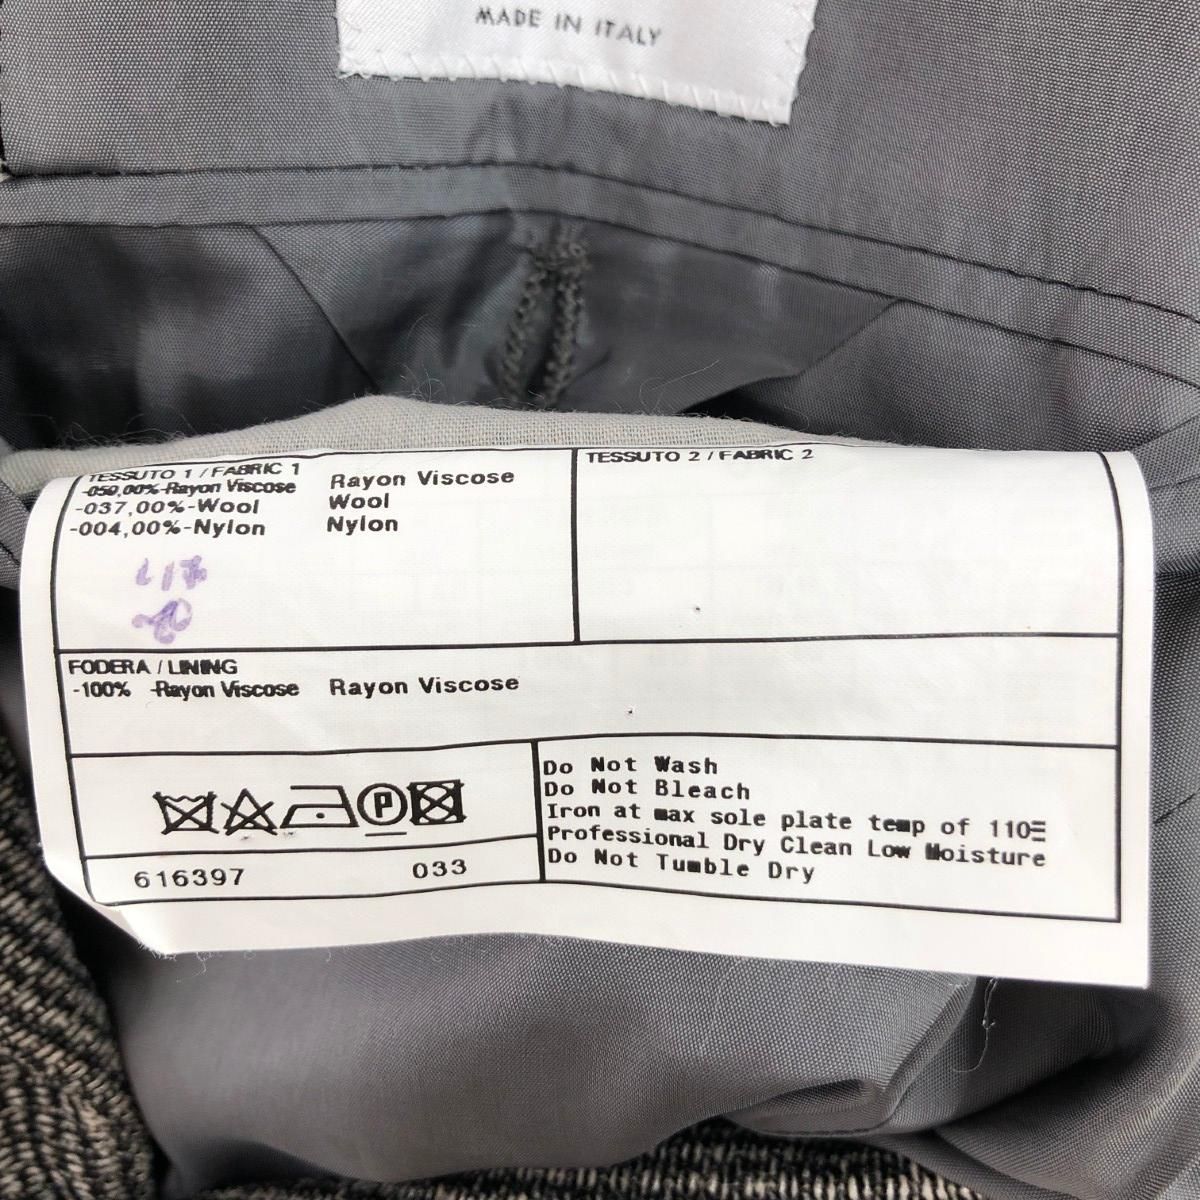 MADE IN ITALY
TESSUTO 1 / FABRIC 1
-059,00%-Rayon Viscose Rayon Viscose
-037,00%-Wool Wool
-004,00%-Nylon Nylon
TESSUTO 2 / FABRIC 2
FODERA / LINING
-100% -Rayon Viscose Rayon Viscose
Do Not Wash
Do Not Bleach
Iron at max sole plate temp of 110
Professional Dry Clean Low Moisture
Do Not Tumble Dry
P
616397 033